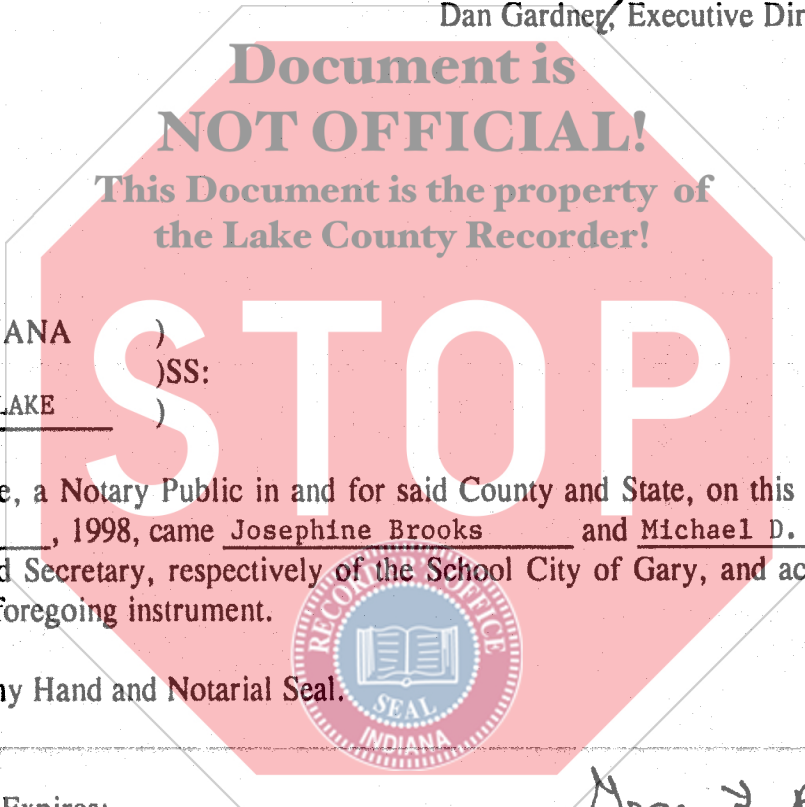 Dan Gardner, Executive Dir
Document is
NOT OFFICIAL!
This Document is the property of
the Lake County Recorder!
STOP
ANA )
)SS:
LAKE )
e, a Notary Public in and for said County and State, on this
, 1998, came Josephine Brooks and Michael D.
d Secretary, respectively of the School City of Gary, and ac
foregoing instrument.
RECORDER'S OFFICE
SEAL
INDIANA
ny Hand and Notarial Seal.
Expires: